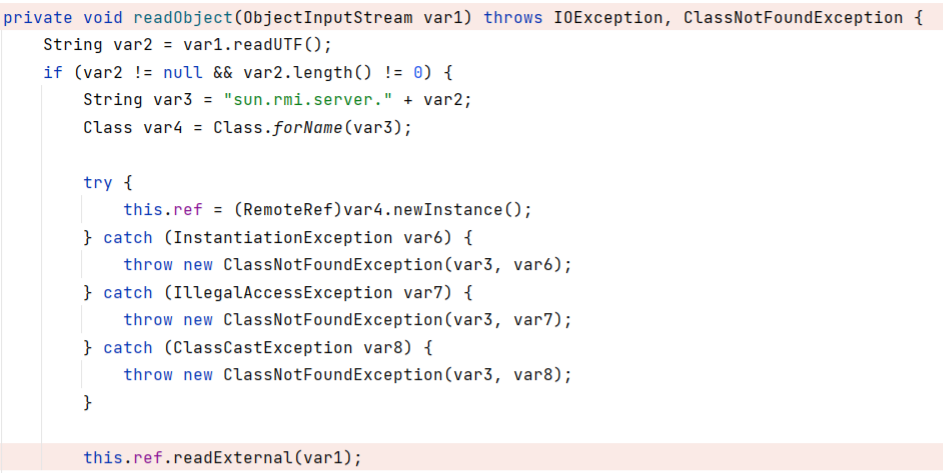 private void readObject(ObjectInputStream var1) throws IOException, ClassNotFoundException {
    String var2 = var1.readUTF();
    if (var2 != null && var2.length() != 0) {
        String var3 = "sun.rmi.server." + var2;
        Class var4 = Class.forName(var3);

        try {
            this.ref = (RemoteRef)var4.newInstance();
        } catch (InstantiationException var6) {
            throw new ClassNotFoundException(var3, var6);
        } catch (IllegalAccessException var7) {
            throw new ClassNotFoundException(var3, var7);
        } catch (ClassCastException var8) {
            throw new ClassNotFoundException(var3, var8);
        }

        this.ref.readExternal(var1);